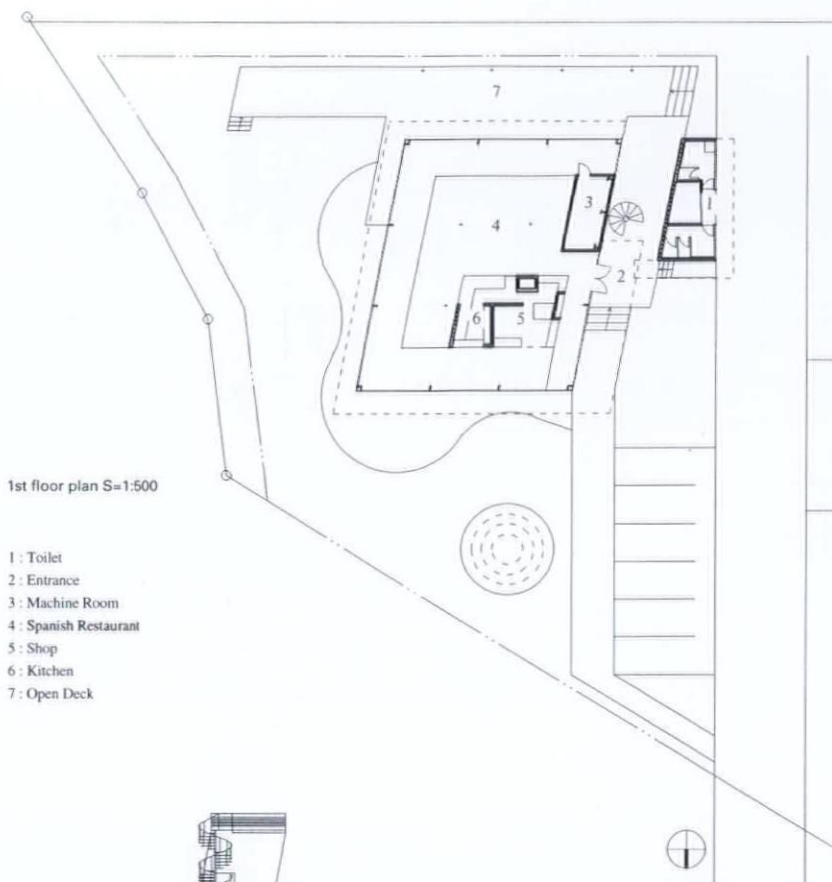 7
1
3
4
2
6
5
1st floor plan S=1:500
1 : Toilet
2 : Entrance
3 : Machine Room
4 : Spanish Restaurant
5 : Shop
6 : Kitchen
7 : Open Deck